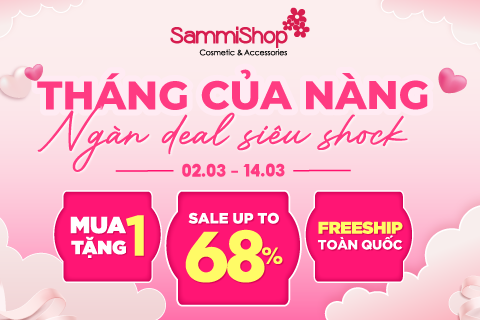 SammiShop
Cosmetic & Accessories
THÁNG CỦA NÀNG
Ngàn deal siêu shock
02.03 - 14.03
MUA 1
TẶNG
SALE UP TO
68%
FREESHIP
TOÀN QUỐC